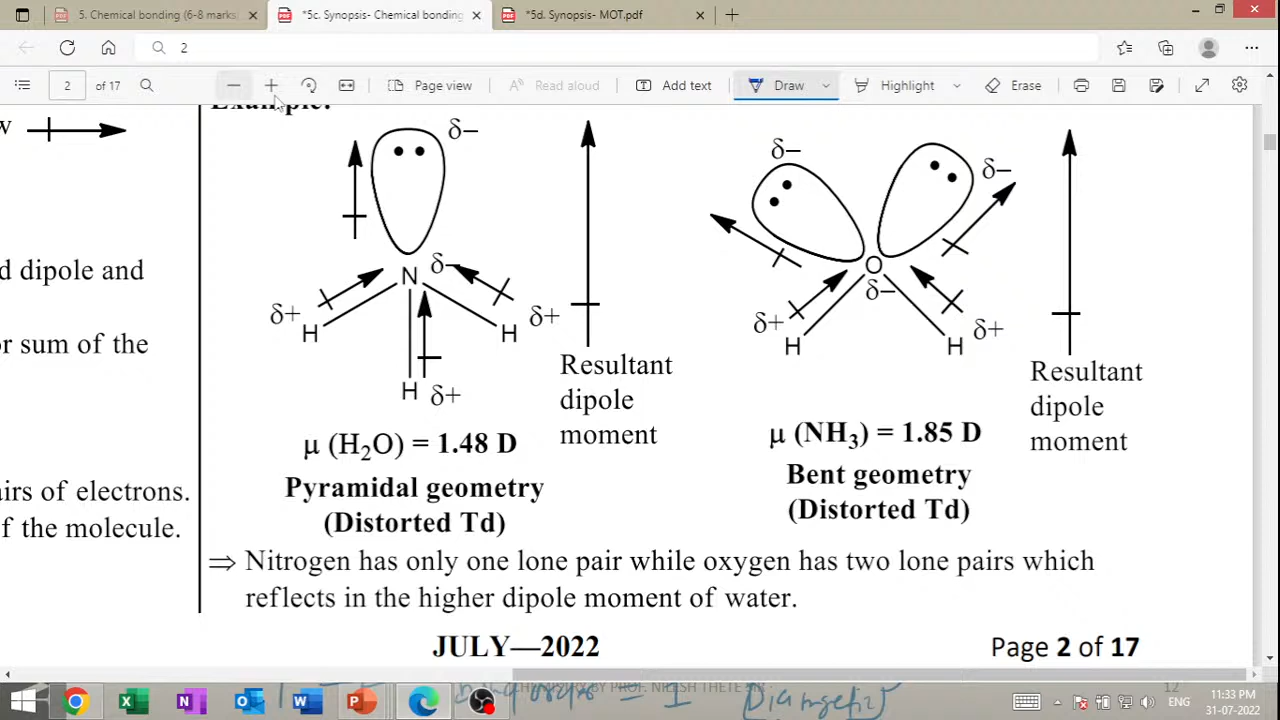 5. Chemical bonding (6-8 marks
*5c. Synopsis- Chemical bonding
*5d. Synopsis- MOT.pdf
2
2 of 17
Page view
Read aloud
Add text
Draw
Highlight
Erase
w
Example:
δ–
N
δ–
δ+
H
H
δ+
H
δ+
Resultant
dipole
moment
μ (H₂O) = 1.48 D
Pyramidal geometry
(Distorted Td)
δ–
δ–
O
δ–
δ+
H
H
δ+
Resultant
dipole
moment
μ (NH₃) = 1.85 D
Bent geometry
(Distorted Td)
d dipole and
or sum of the
airs of electrons.
of the molecule.
⇒ Nitrogen has only one lone pair while oxygen has two lone pairs which
reflects in the higher dipole moment of water.
JULY—2022
Page 2 of 17
12
ENG
11:33 PM
31-07-2022